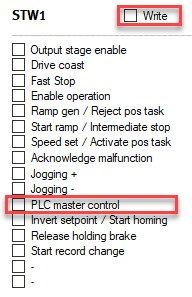 STW1 Write
Output stage enable
Drive coast
Fast Stop
Enable operation
Ramp gen / Reject pos task
Start ramp / Intermediate stop
Speed set / Activate pos task
Acknowledge malfunction
Jogging +
Jogging -
PLC master control
Invert setpoint / Start homing
Release holding brake
Start record change
-
-